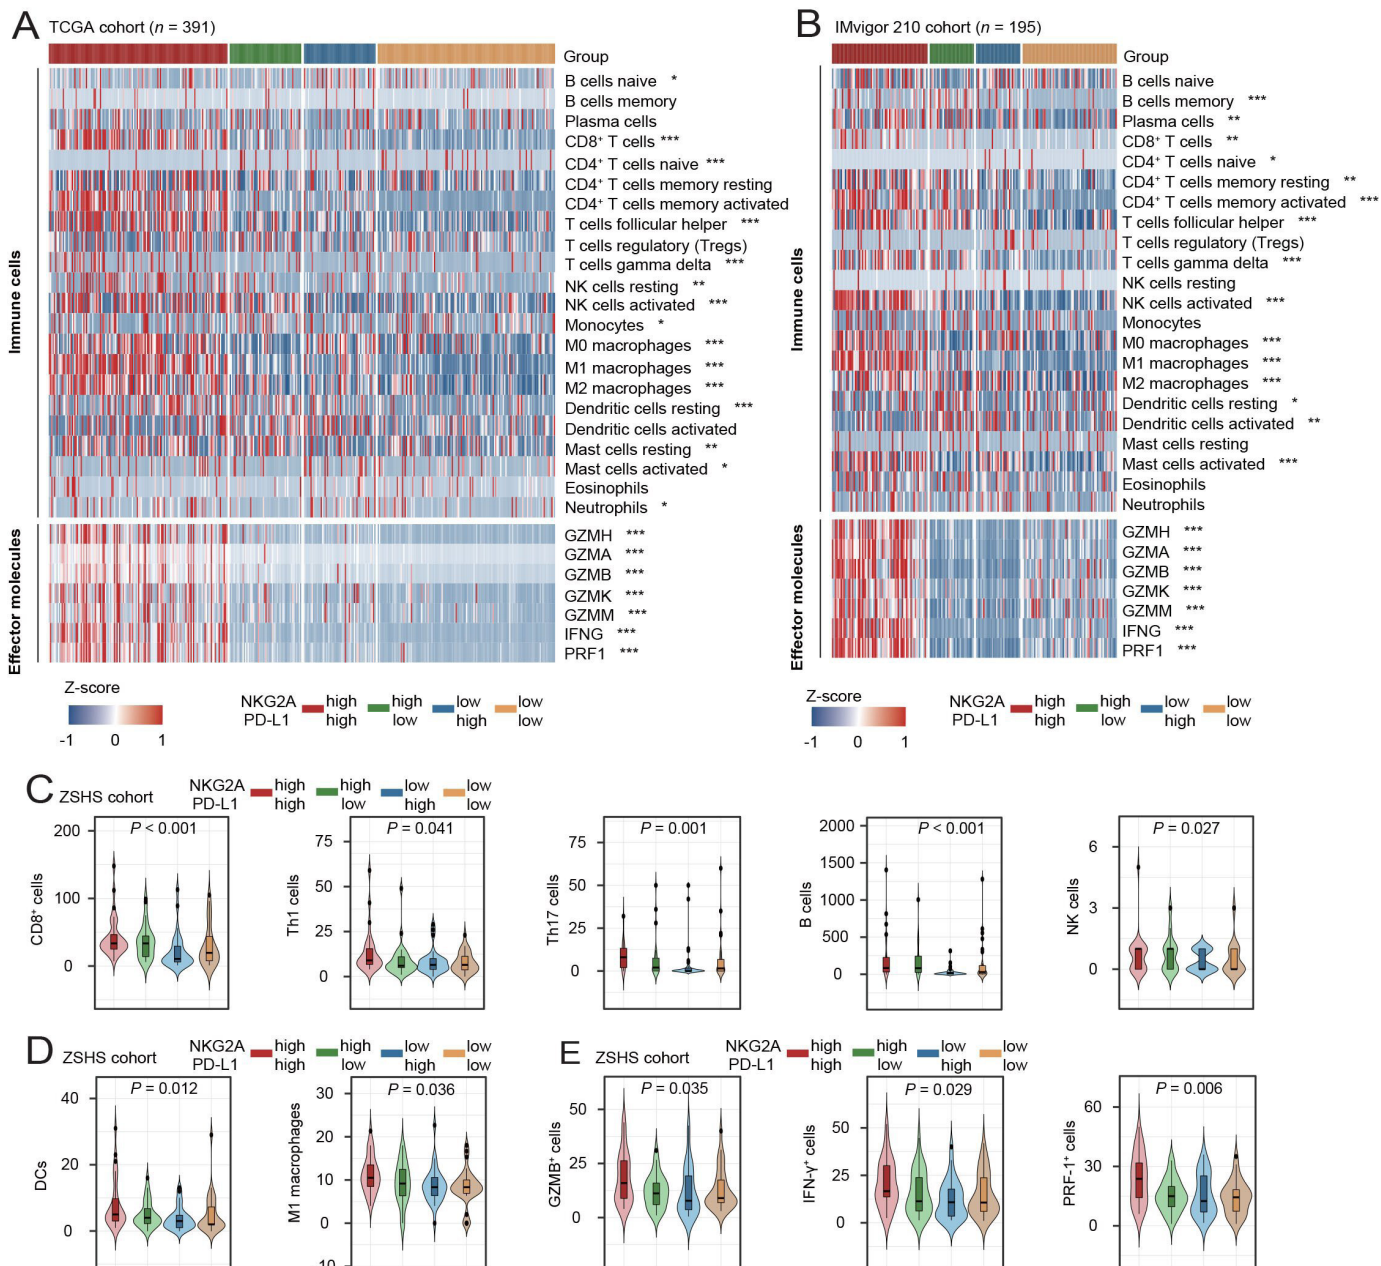 A
TCGA cohort (n = 391)
Group
Immune cells
B cells naive *
B cells memory
Plasma cells
CD8⁺ T cells ***
CD4⁺ T cells naive ***
CD4⁺ T cells memory resting
CD4⁺ T cells memory activated
T cells follicular helper ***
T cells regulatory (Tregs)
T cells gamma delta ***
NK cells resting **
NK cells activated ***
Monocytes *
M0 macrophages ***
M1 macrophages ***
M2 macrophages ***
Dendritic cells resting ***
Dendritic cells activated
Mast cells resting **
Mast cells activated *
Eosinophils
Neutrophils *
Effector molecules
GZMH ***
GZMA ***
GZMB ***
GZMK ***
GZMM ***
IFNG ***
PRF1 ***
Z-score
-1 0 1
NKG2A high high low low
PD-L1 high low high low
B
IMvigor 210 cohort (n = 195)
Group
Immune cells
B cells naive
B cells memory ***
Plasma cells **
CD8⁺ T cells **
CD4⁺ T cells naive *
CD4⁺ T cells memory resting **
CD4⁺ T cells memory activated ***
T cells follicular helper ***
T cells regulatory (Tregs)
T cells gamma delta ***
NK cells resting
NK cells activated ***
Monocytes
M0 macrophages ***
M1 macrophages ***
M2 macrophages ***
Dendritic cells resting *
Dendritic cells activated **
Mast cells resting
Mast cells activated ***
Eosinophils
Neutrophils
Effector molecules
GZMH ***
GZMA ***
GZMB ***
GZMK ***
GZMM ***
IFNG ***
PRF1 ***
Z-score
-1 0 1
NKG2A high high low low
PD-L1 high low high low
C
ZSHS cohort
NKG2A high high low low
PD-L1 high low high low
P < 0.001
CD8⁺ cells
200
100
0
P = 0.041
Th1 cells
75
50
25
0
P = 0.001
Th17 cells
75
50
25
0
P < 0.001
B cells
2000
1500
1000
500
0
P = 0.027
NK cells
6
3
0
D
ZSHS cohort
NKG2A high high low low
PD-L1 high low high low
P = 0.012
DCs
40
20
0
P = 0.036
M1 macrophages
30
20
10
0
10
E
ZSHS cohort
NKG2A high high low low
PD-L1 high low high low
P = 0.035
GZMB⁺ cells
50
25
0
P = 0.029
IFN-γ⁺ cells
50
25
0
P = 0.006
PRF-1⁺ cells
60
30
0